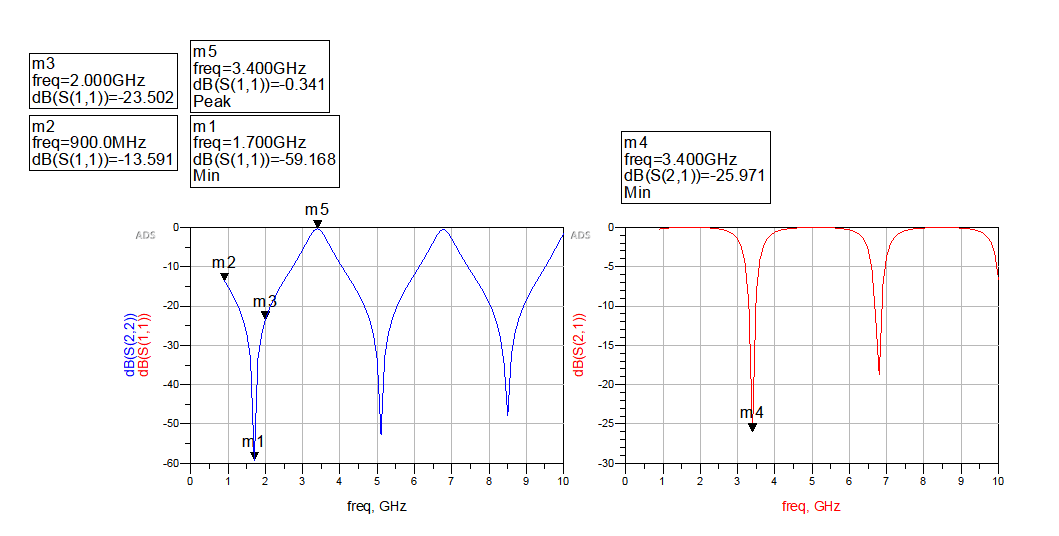 m3
freq=2.000GHz
dB(S(1,1))=-23.502
m2
freq=900.0MHz
dB(S(1,1))=-13.591
m5
freq=3.400GHz
dB(S(1,1))=-0.341
Peak
m1
freq=1.700GHz
dB(S(1,1))=-59.168
Min
m4
freq=3.400GHz
dB(S(2,1))=-25.971
Min
ADS
m5
m2
m3
m1
0
-10
-20
-30
-40
-50
-60
dB(S(2,2))
dB(S(1,1))
0 1 2 3 4 5 6 7 8 9 10
freq, GHz
ADS
m4
0
-5
-10
-15
-20
-25
-30
dB(S(2,1))
0 1 2 3 4 5 6 7 8 9 10
freq, GHz